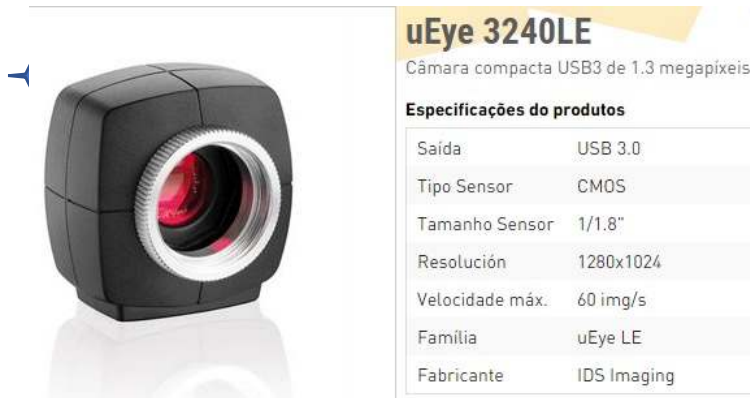 uEye 3240LE
Câmara compacta USB3 de 1.3 megapíxeis
Especificações do produtos
Saída USB 3.0
Tipo Sensor CMOS
Tamanho Sensor 1/1.8"
Resolución 1280x1024
Velocidade máx. 60 img/s
Família uEye LE
Fabricante IDS Imaging